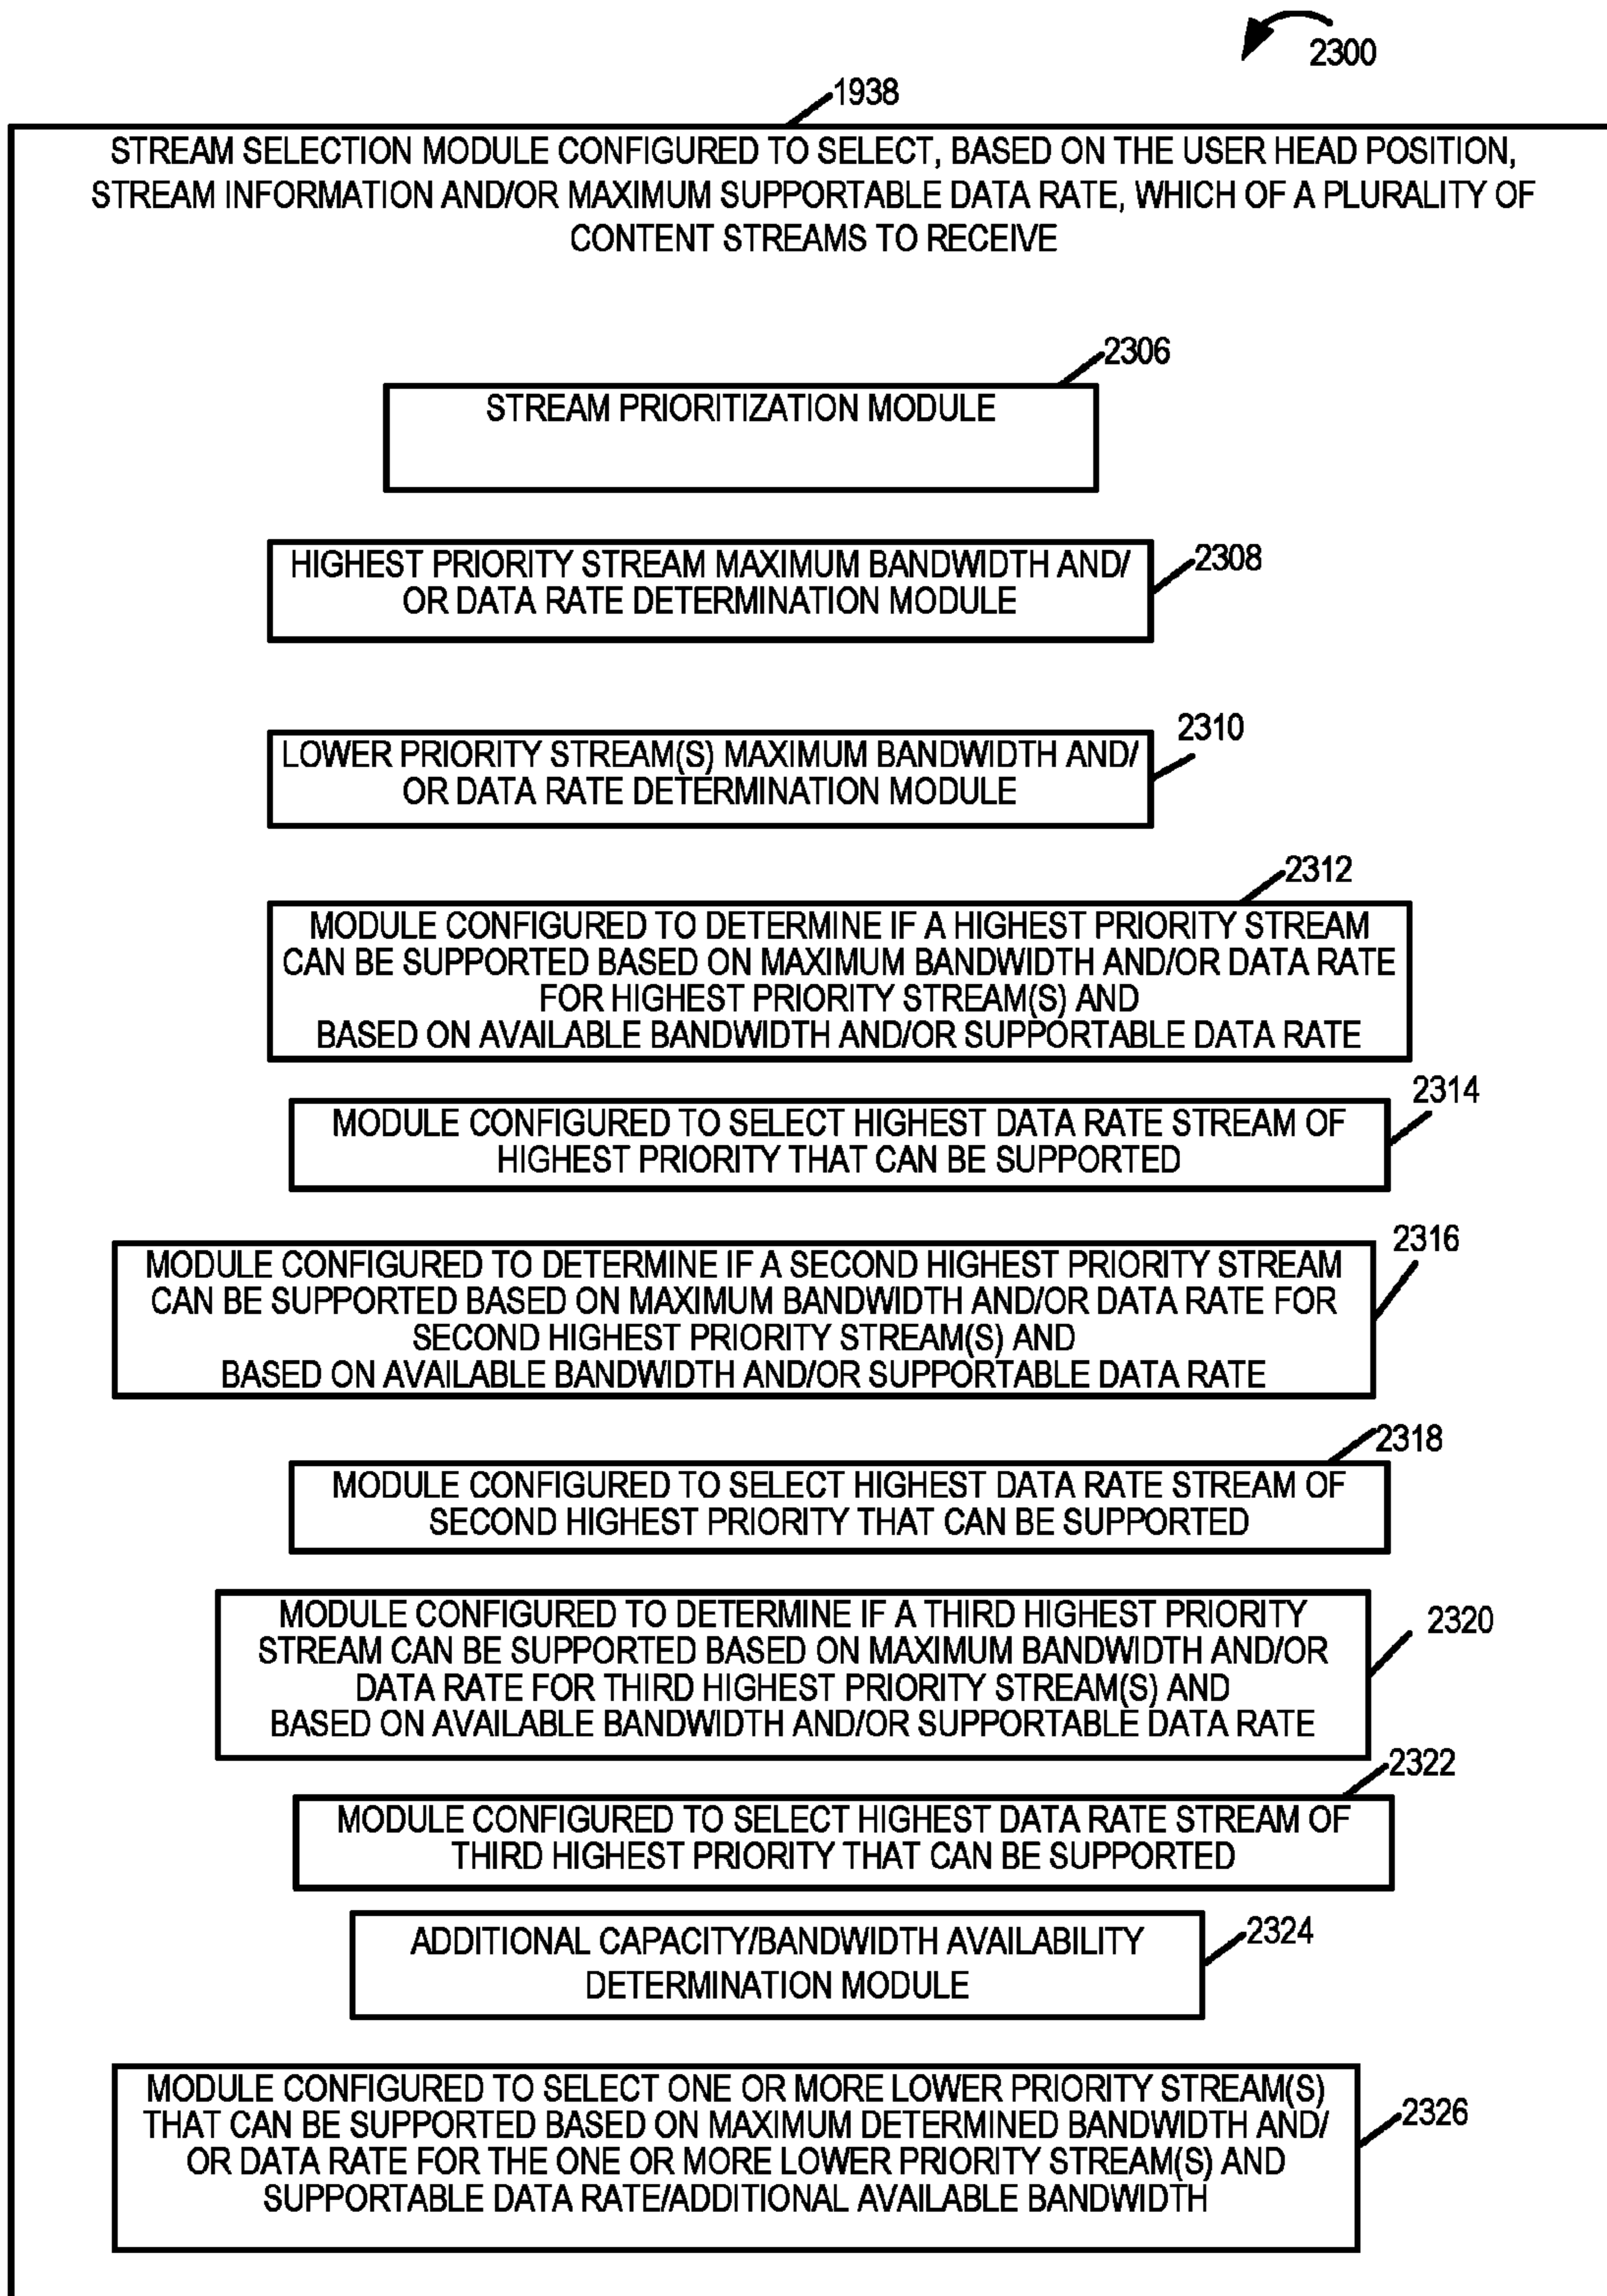 2300
1938
STREAM SELECTION MODULE CONFIGURED TO SELECT, BASED ON THE USER HEAD POSITION,
STREAM INFORMATION AND/OR MAXIMUM SUPPORTABLE DATA RATE, WHICH OF A PLURALITY OF
CONTENT STREAMS TO RECEIVE
2306
STREAM PRIORITIZATION MODULE
HIGHEST PRIORITY STREAM MAXIMUM BANDWIDTH AND/
OR DATA RATE DETERMINATION MODULE
2308
2310
LOWER PRIORITY STREAM(S) MAXIMUM BANDWIDTH AND/
OR DATA RATE DETERMINATION MODULE
2312
MODULE CONFIGURED TO DETERMINE IF A HIGHEST PRIORITY STREAM
CAN BE SUPPORTED BASED ON MAXIMUM BANDWIDTH AND/OR DATA RATE
FOR HIGHEST PRIORITY STREAM(S) AND
BASED ON AVAILABLE BANDWIDTH AND/OR SUPPORTABLE DATA RATE
2314
MODULE CONFIGURED TO SELECT HIGHEST DATA RATE STREAM OF
HIGHEST PRIORITY THAT CAN BE SUPPORTED
2316
MODULE CONFIGURED TO DETERMINE IF A SECOND HIGHEST PRIORITY STREAM
CAN BE SUPPORTED BASED ON MAXIMUM BANDWIDTH AND/OR DATA RATE FOR
SECOND HIGHEST PRIORITY STREAM(S) AND
BASED ON AVAILABLE BANDWIDTH AND/OR SUPPORTABLE DATA RATE
2318
MODULE CONFIGURED TO SELECT HIGHEST DATA RATE STREAM OF
SECOND HIGHEST PRIORITY THAT CAN BE SUPPORTED
MODULE CONFIGURED TO DETERMINE IF A THIRD HIGHEST PRIORITY
STREAM CAN BE SUPPORTED BASED ON MAXIMUM BANDWIDTH AND/OR
DATA RATE FOR THIRD HIGHEST PRIORITY STREAM(S) AND
BASED ON AVAILABLE BANDWIDTH AND/OR SUPPORTABLE DATA RATE
2320
2322
MODULE CONFIGURED TO SELECT HIGHEST DATA RATE STREAM OF
THIRD HIGHEST PRIORITY THAT CAN BE SUPPORTED
ADDITIONAL CAPACITY/BANDWIDTH AVAILABILITY
DETERMINATION MODULE
2324
MODULE CONFIGURED TO SELECT ONE OR MORE LOWER PRIORITY STREAM(S)
THAT CAN BE SUPPORTED BASED ON MAXIMUM DETERMINED BANDWIDTH AND/
OR DATA RATE FOR THE ONE OR MORE LOWER PRIORITY STREAM(S) AND
SUPPORTABLE DATA RATE/ADDITIONAL AVAILABLE BANDWIDTH
2326